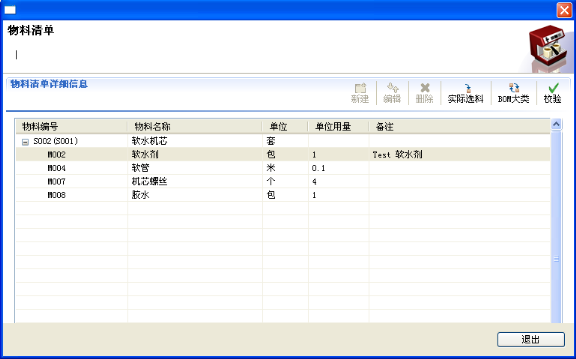 物料清单
物料清单详细信息
新建 编辑 删除 实际选料 BOM大类 校验
物料编号 物料名称 单位 单位用量 备注
S002(S001) 软水机芯 套
M002 软水剂 包 1 Test 软水剂
M004 软管 米 0.1
M007 机芯螺丝 个 4
M008 胶水 包 1
退出